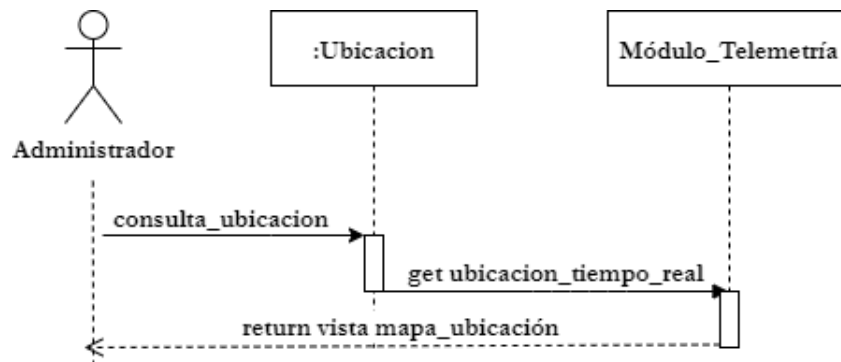 :Ubicacion
Módulo_Telemetría
Administrador
consulta_ubicacion
get ubicacion_tiempo_real
return vista mapa_ubicación